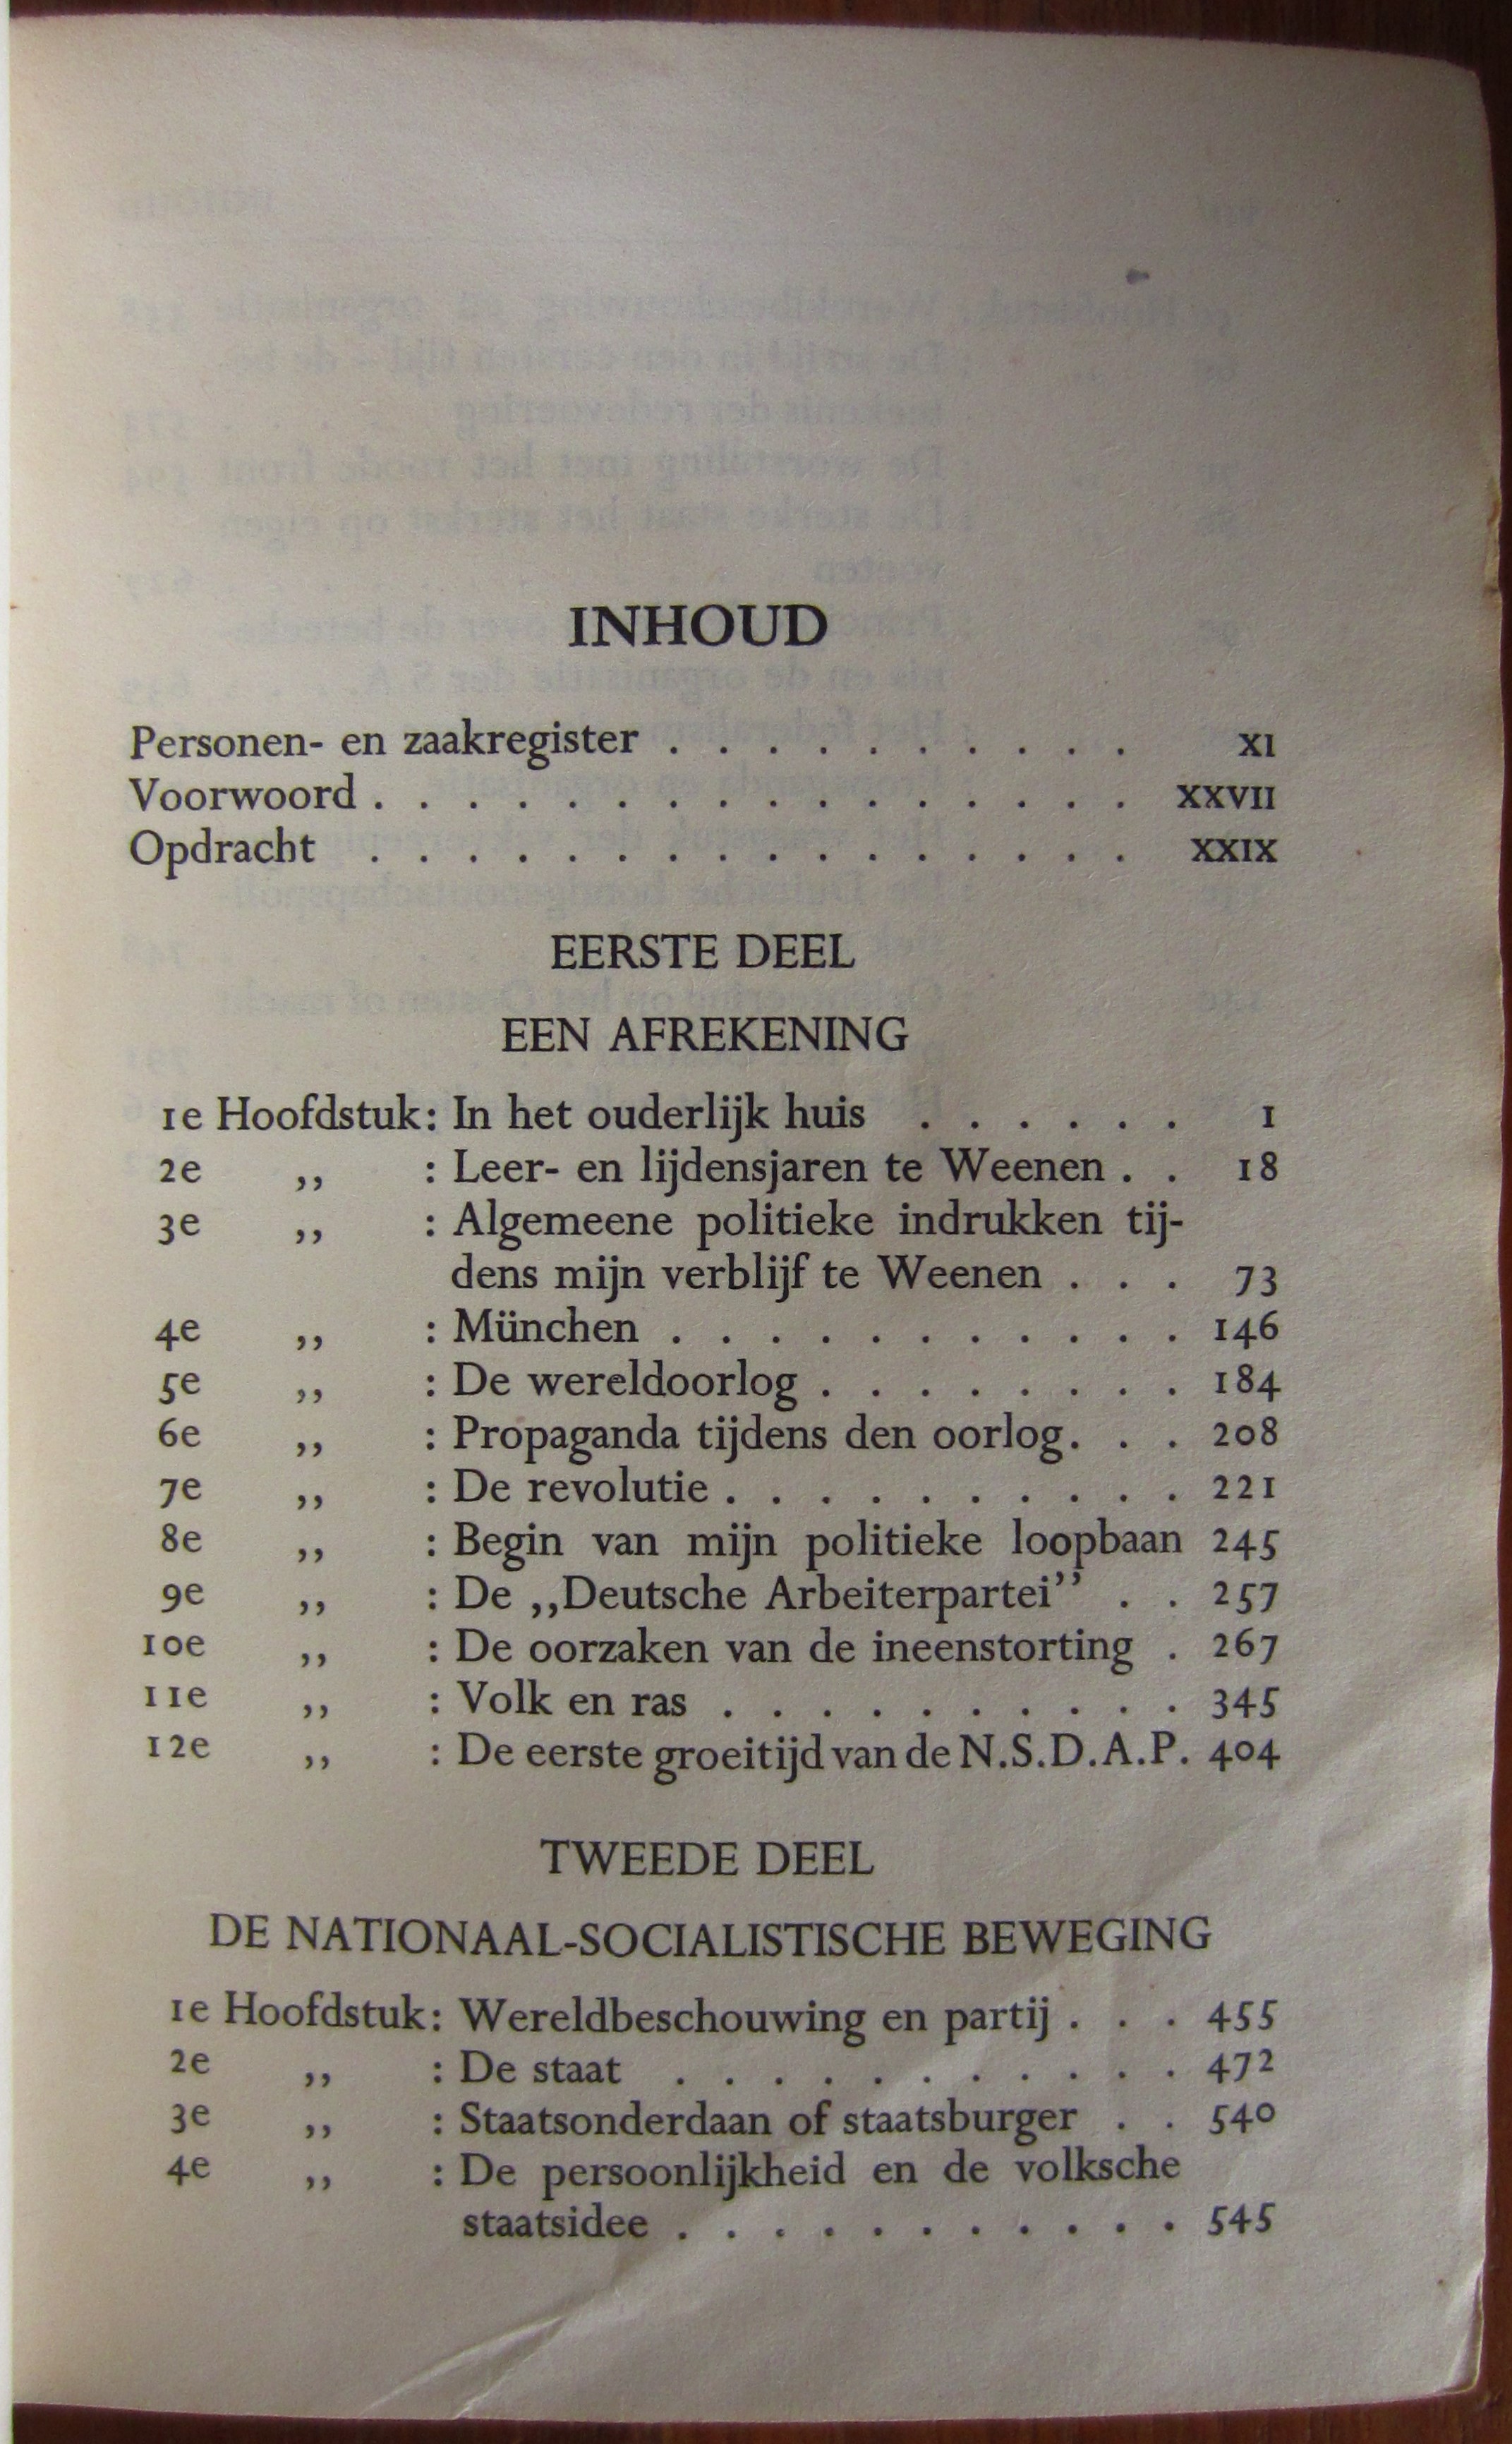 INHOUD
Personen- en zaakregister . . . . . . . . . . XI
Voorwoord . . . . . . . . . . . . . . . . XXVII
Opdracht . . . . . . . . . . . . . . . . XXIX
EERSTE DEEL
EEN AFREKENING
1e Hoofdstuk: In het ouderlijk huis . . . . . . 1
2e ,, : Leer- en lijdensjaren te Weenen . . 18
3e ,, : Algemeene politieke indrukken tij-
dens mijn verblijf te Weenen . . . 73
4e ,, : München . . . . . . . . . . . 146
5e ,, : De wereldoorlog . . . . . . . . 184
6e ,, : Propaganda tijdens den oorlog. . . 208
7e ,, : De revolutie . . . . . . . . . . 221
8e ,, : Begin van mijn politieke loopbaan 245
9e ,, : De ,,Deutsche Arbeiterpartei’’ . . 257
10e ,, : De oorzaken van de ineenstorting . 267
11e ,, : Volk en ras . . . . . . . . . . 345
12e ,, : De eerste groeitijd van de N.S.D.A.P. 404
TWEEDE DEEL
DE NATIONAAL-SOCIALISTISCHE BEWEGING
1e Hoofdstuk: Wereldbeschouwing en partij . . . 455
2e ,, : De staat . . . . . . . . . . . 472
3e ,, : Staatsonderdaan of staatsburger . . 540
4e ,, : De persoonlijkheid en de volksche
staatsidee . . . . . . . . . . . 545